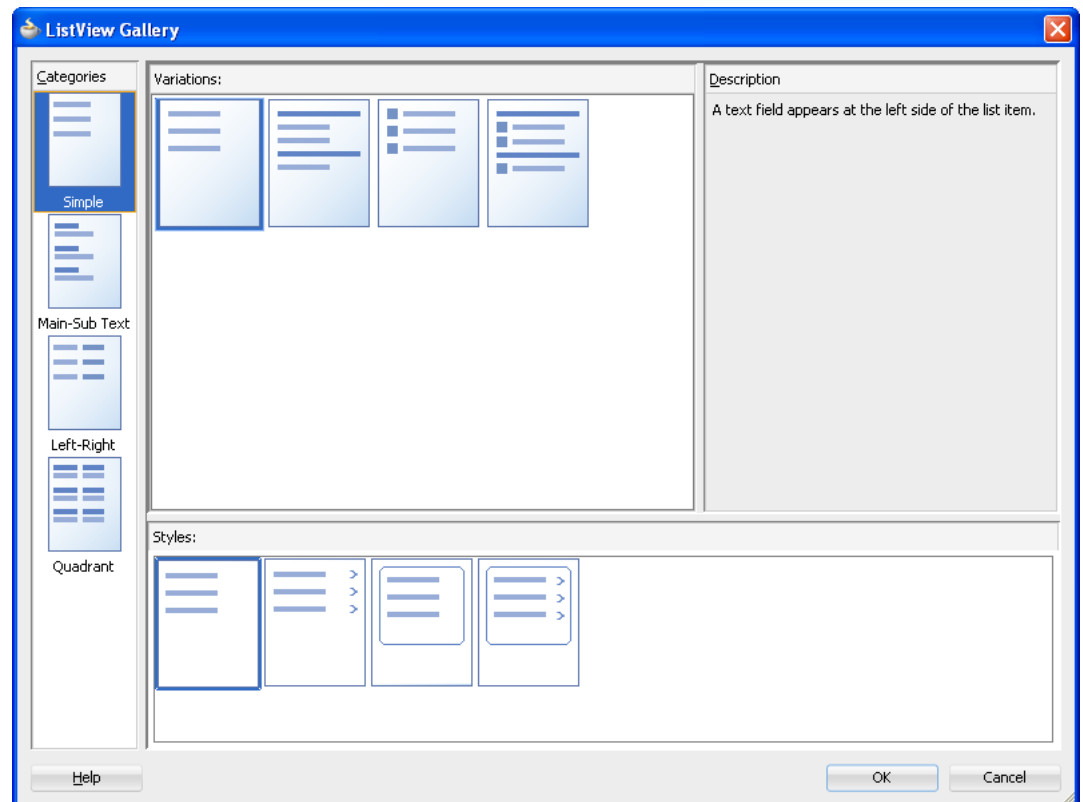 ListView Gallery
Categories
Simple
Main-Sub Text
Left-Right
Quadrant
Variations:
Description
A text field appears at the left side of the list item.
Styles:
Help
OK
Cancel